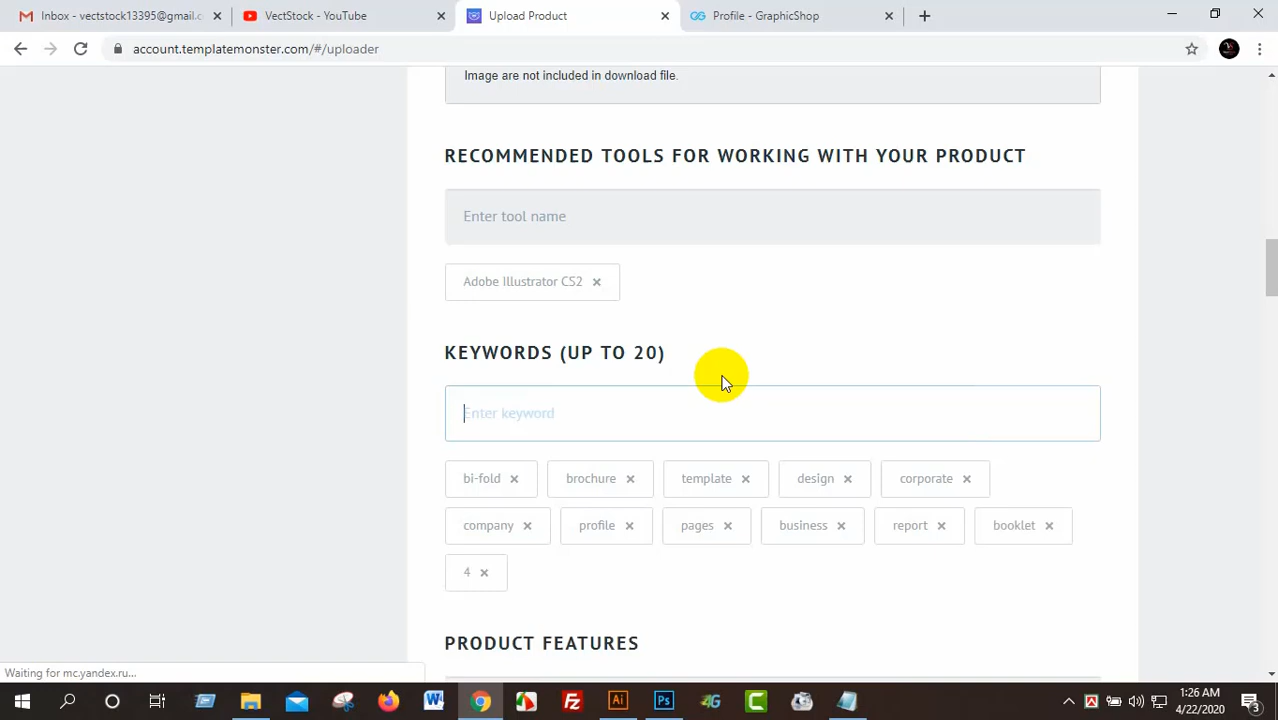 Inbox - vectstock13395@gmail.c
VectStock - YouTube
Upload Product
Profile - GraphicShop
account.templatemonster.com/#/uploader
Image are not included in download file.
RECOMMENDED TOOLS FOR WORKING WITH YOUR PRODUCT
Enter tool name
Adobe Illustrator CS2
KEYWORDS (UP TO 20)
Enter keyword
bi-fold brochure template design corporate
company profile pages business report booklet
4
PRODUCT FEATURES
Waiting for mc.yandex.ru...
1:26 AM
4/22/2020